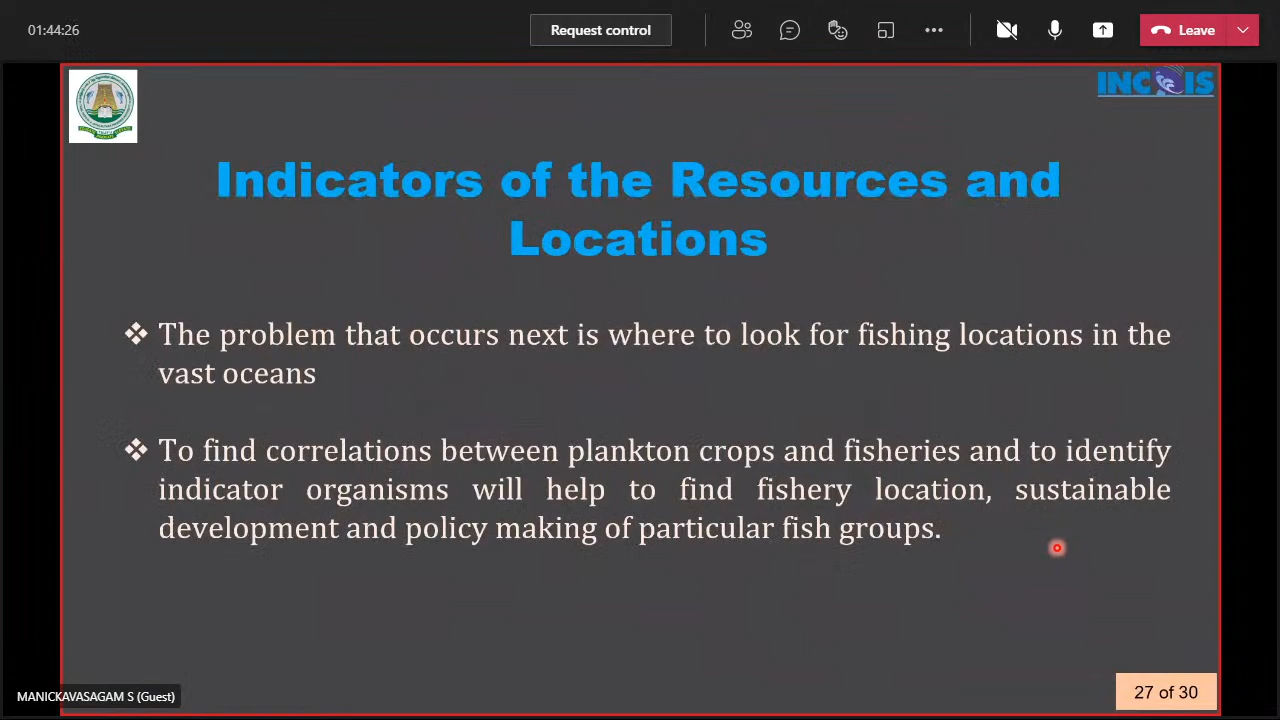 01:44:26
Request control
Leave
INCOIS
Indicators of the Resources and
Locations
❖ The problem that occurs next is where to look for fishing locations in the
vast oceans
❖ To find correlations between plankton crops and fisheries and to identify
indicator organisms will help to find fishery location, sustainable
development and policy making of particular fish groups.
MANICKAVASAGAM S (Guest)
27 of 30